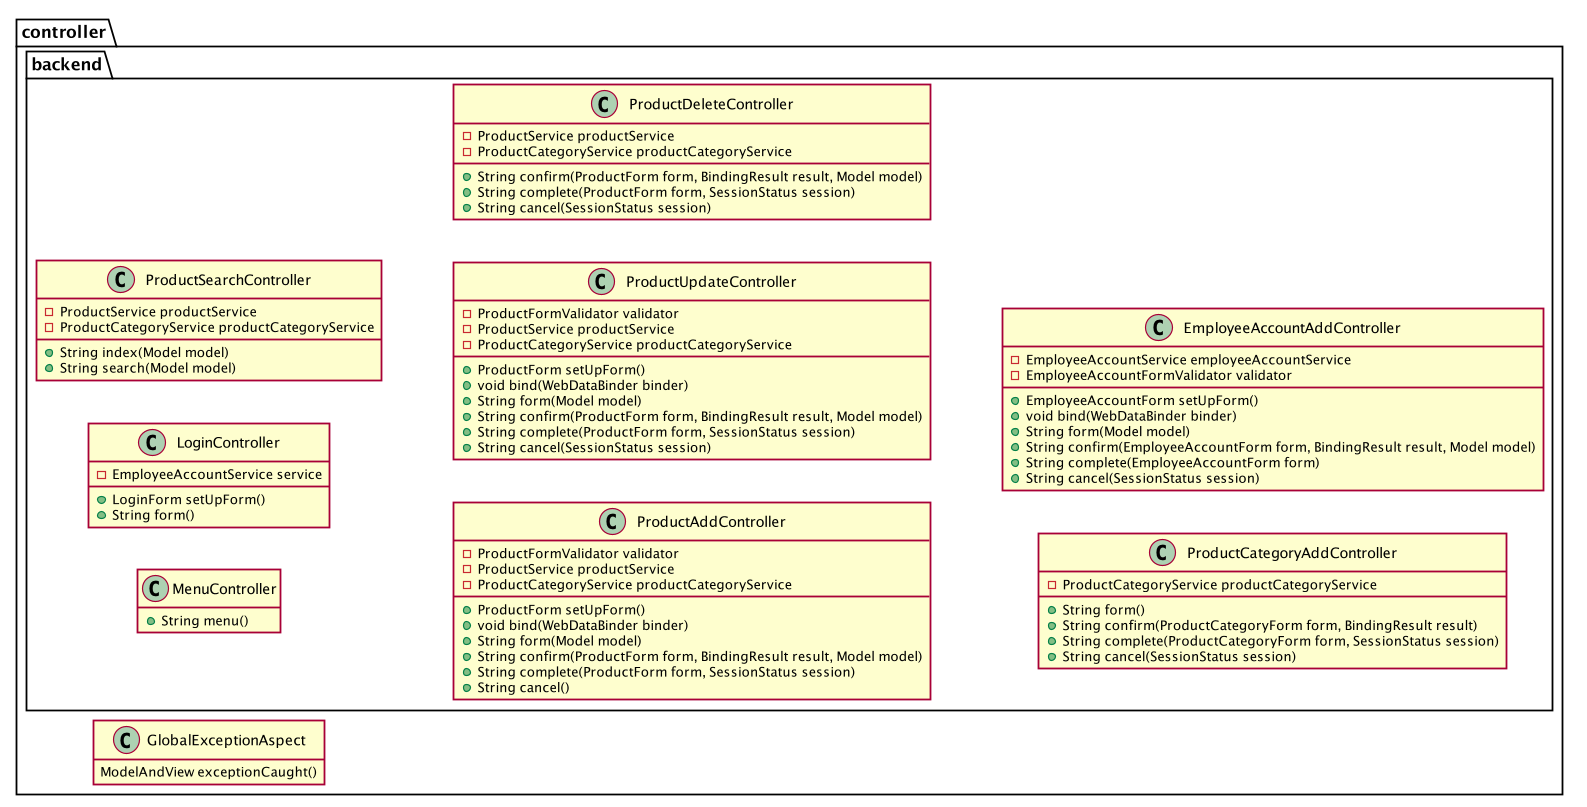 controller
backend
C ProductDeleteController
ProductService productService
ProductCategoryService productCategoryService
String confirm(ProductForm form, BindingResult result, Model model)
String complete(ProductForm form, SessionStatus session)
String cancel(SessionStatus session)
C ProductSearchController
ProductService productService
ProductCategoryService productCategoryService
String index(Model model)
String search(Model model)
C ProductUpdateController
ProductFormValidator validator
ProductService productService
ProductCategoryService productCategoryService
ProductForm setUpForm()
void bind(WebDataBinder binder)
String form(Model model)
String confirm(ProductForm form, BindingResult result, Model model)
String complete(ProductForm form, SessionStatus session)
String cancel(SessionStatus session)
C EmployeeAccountAddController
EmployeeAccountService employeeAccountService
EmployeeAccountFormValidator validator
EmployeeAccountForm setUpForm()
void bind(WebDataBinder binder)
String form(Model model)
String confirm(EmployeeAccountForm form, BindingResult result, Model model)
String complete(EmployeeAccountForm form)
String cancel(SessionStatus session)
C LoginController
EmployeeAccountService service
LoginForm setUpForm()
String form()
C ProductAddController
ProductFormValidator validator
ProductService productService
ProductCategoryService productCategoryService
ProductForm setUpForm()
void bind(WebDataBinder binder)
String form(Model model)
String confirm(ProductForm form, BindingResult result, Model model)
String complete(ProductForm form, SessionStatus session)
String cancel()
C ProductCategoryAddController
ProductCategoryService productCategoryService
String form()
String confirm(ProductCategoryForm form, BindingResult result)
String complete(ProductCategoryForm form, SessionStatus session)
String cancel(SessionStatus session)
C MenuController
String menu()
C GlobalExceptionAspect
ModelAndView exceptionCaught()